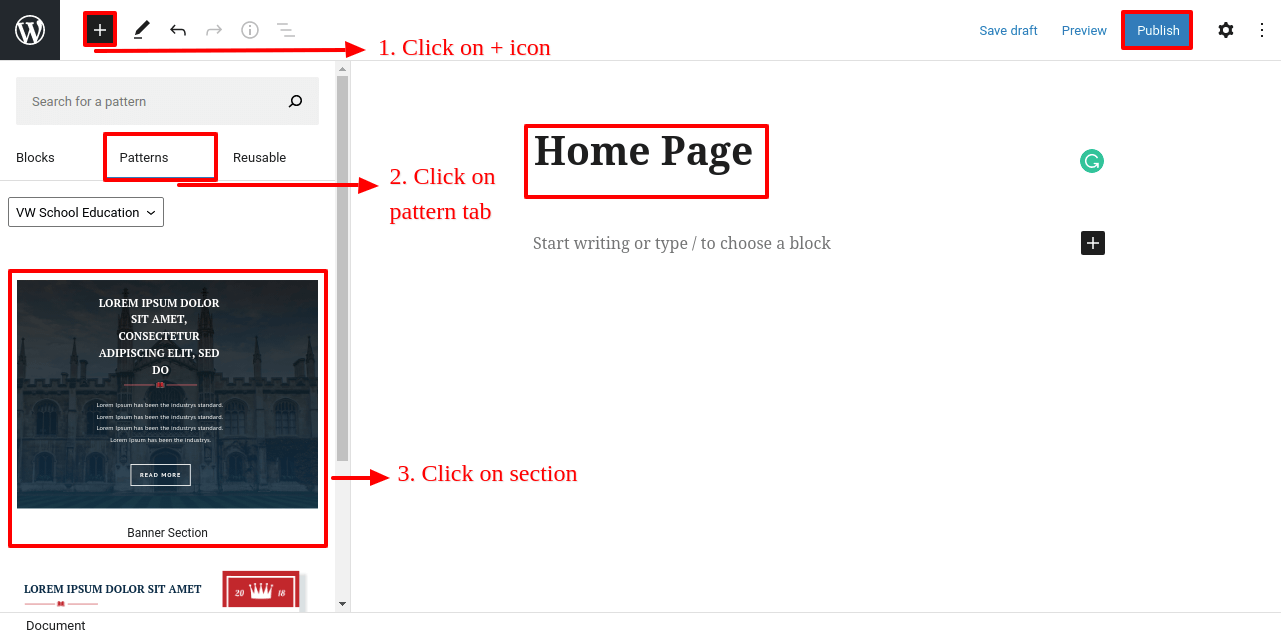 1. Click on + icon
Save draft
Preview
Publish
Search for a pattern
Blocks
Patterns
Reusable
2. Click on
pattern tab
Home Page
VW School Education
Start writing or type / to choose a block
LOREM IPSUM DOLOR
SIT AMET,
CONSECTETUR
ADIPISCING ELIT, SED
DO
Lorem Ipsum has been the industrys standard.
Lorem Ipsum has been the industrys standard.
Lorem Ipsum has been the industrys standard.
Lorem Ipsum has been the industrys.
READ MORE
3. Click on section
Banner Section
LOREM IPSUM DOLOR SIT AMET
20 18
Document